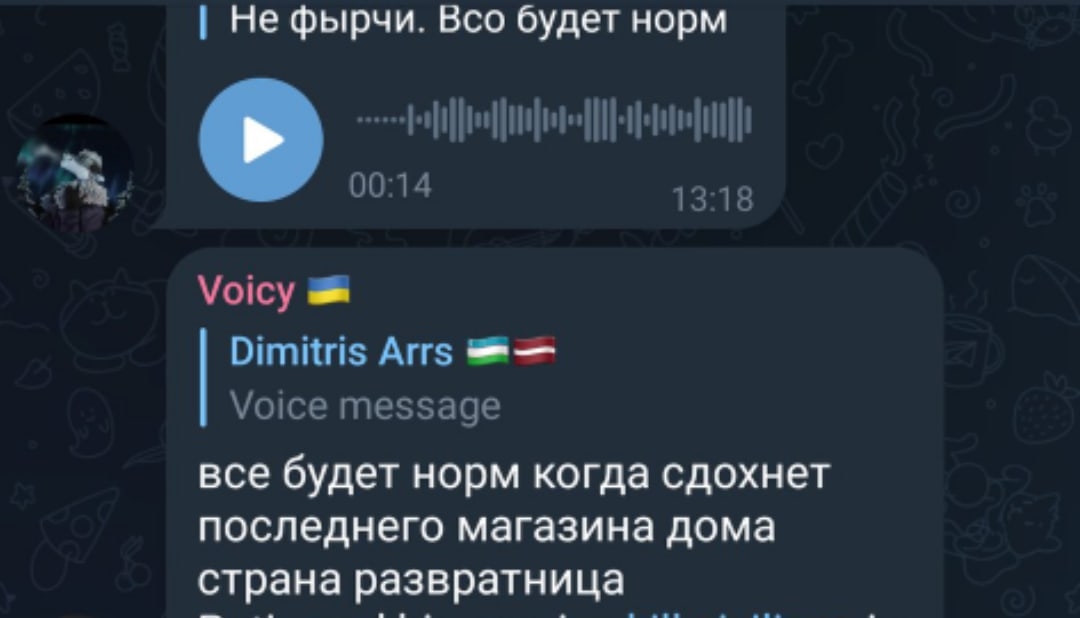 Не фырчи. Всо будет норм
00:14
13:18
Voicy 🇺🇦
Dimitris Arrs 🇺🇿🇱🇻
Voice message
все будет норм когда сдохнет
последнего магазина дома
страна развратница